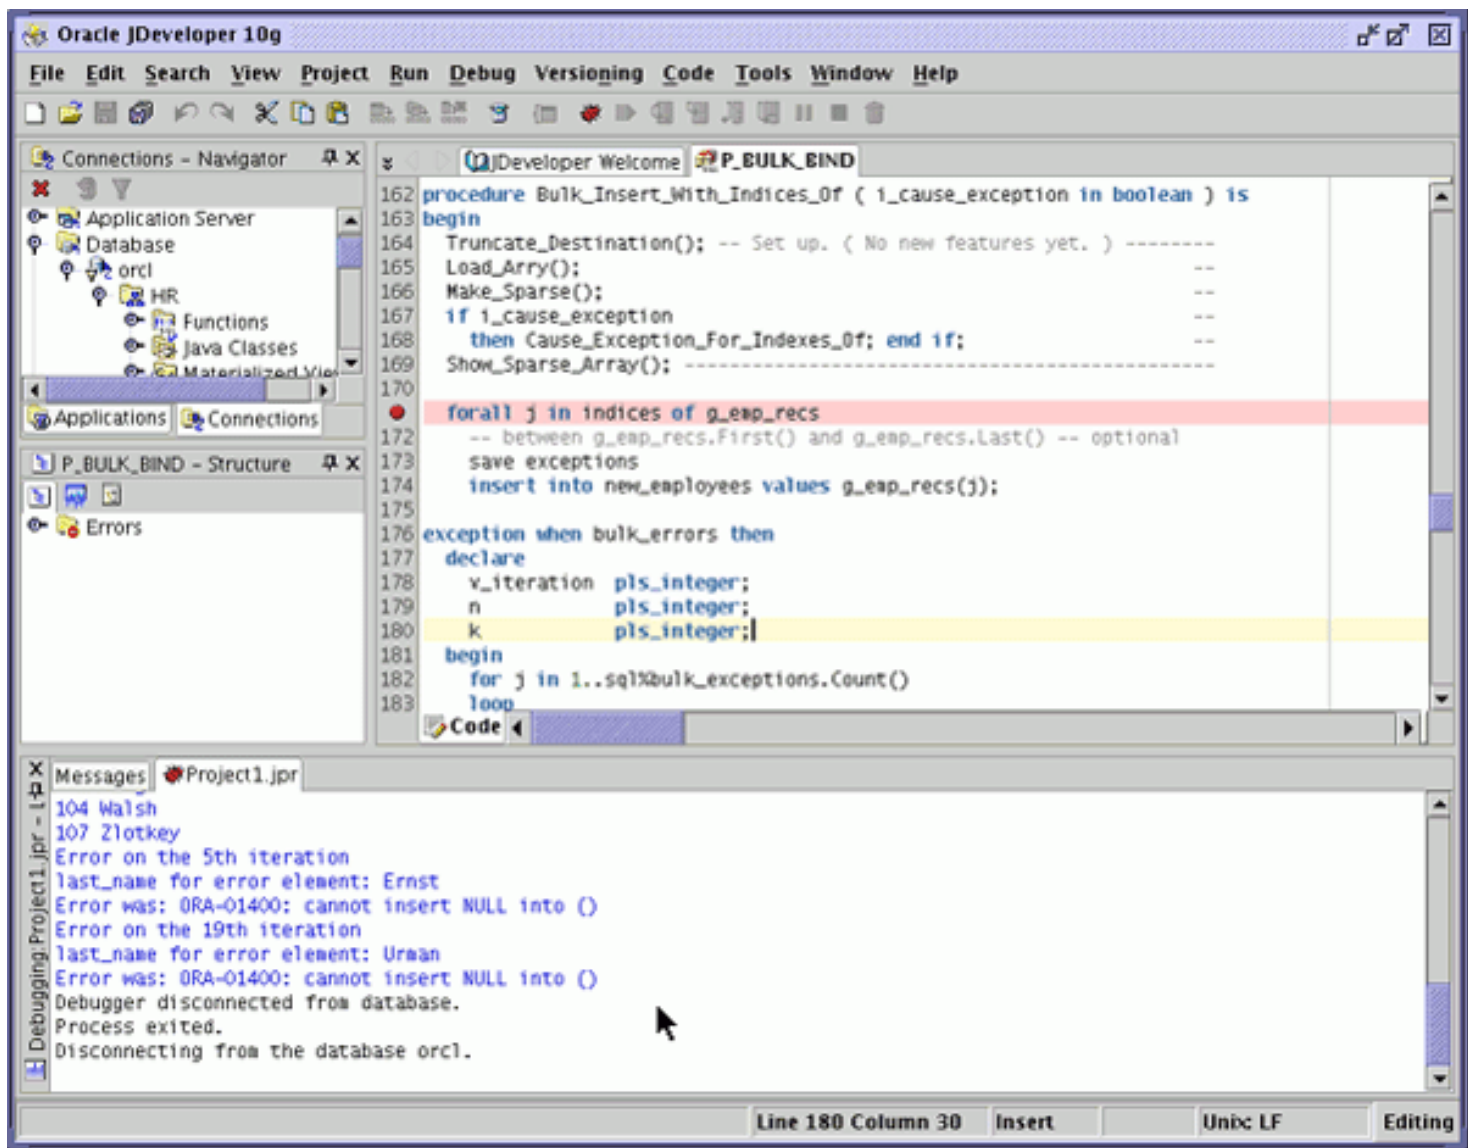 Oracle JDeveloper 10g
File Edit Search View Project Run Debug Versioning Code Tools Window Help
Connections - Navigator
Application Server
Database
orcl
HR
Functions
Java Classes
Materialized Vie
Applications
Connections
P_BULK_BIND - Structure
Errors
JDeveloper Welcome
P_BULK_BIND
162 procedure Bulk_Insert_With_Indices_Of ( i_cause_exception in boolean ) is
163 begin
164 Truncate_Destination(); -- Set up. ( No new features yet. ) --------
165 Load_Arry(); --
166 Make_Sparse(); --
167 if i_cause_exception --
168 then Cause_Exception_For_Indexes_Of; end if; --
169 Show_Sparse_Array(); -----------------------------------------------
170
forall j in indices of g_emp_recs
172 -- between g_emp_recs.First() and g_emp_recs.Last() -- optional
173 save exceptions
174 insert into new_employees values g_emp_recs(j);
175
176 exception when bulk_errors then
177 declare
178 v_iteration pls_integer;
179 n pls_integer;
180 k pls_integer;
181 begin
182 for j in 1..sql%bulk_exceptions.Count()
183 loop
Code
Messages
Project1.jpr
Debugging:Project1.jpr - L
104 Walsh
107 Zlotkey
Error on the 5th iteration
last_name for error element: Ernst
Error was: ORA-01400: cannot insert NULL into ()
Error on the 19th iteration
last_name for error element: Urman
Error was: ORA-01400: cannot insert NULL into ()
Debugger disconnected from database.
Process exited.
Disconnecting from the database orcl.
Line 180 Column 30 Insert Unix: LF Editing